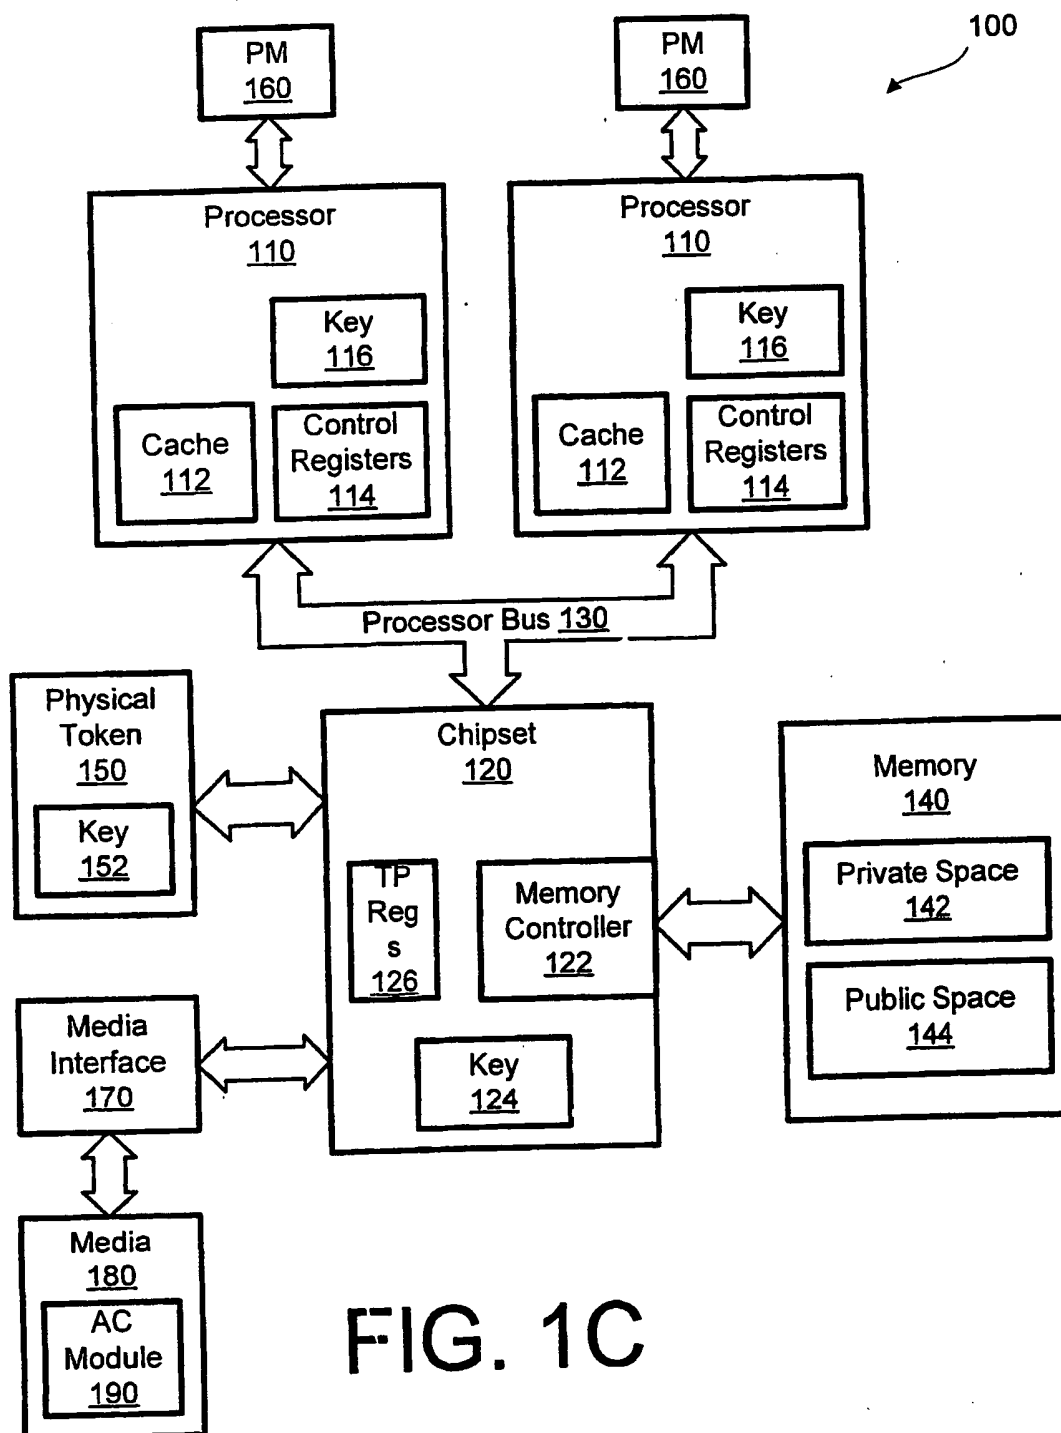 100
PM
160
PM
160
Processor
110
Key
116
Cache
112
Control
Registers
114
Processor
110
Key
116
Cache
112
Control
Registers
114
Processor Bus 130
Physical
Token
150
Key
152
Chipset
120
TP
Reg
s
126
Memory
Controller
122
Key
124
Memory
140
Private Space
142
Public Space
144
Media
Interface
170
Media
180
AC
Module
190
FIG. 1C